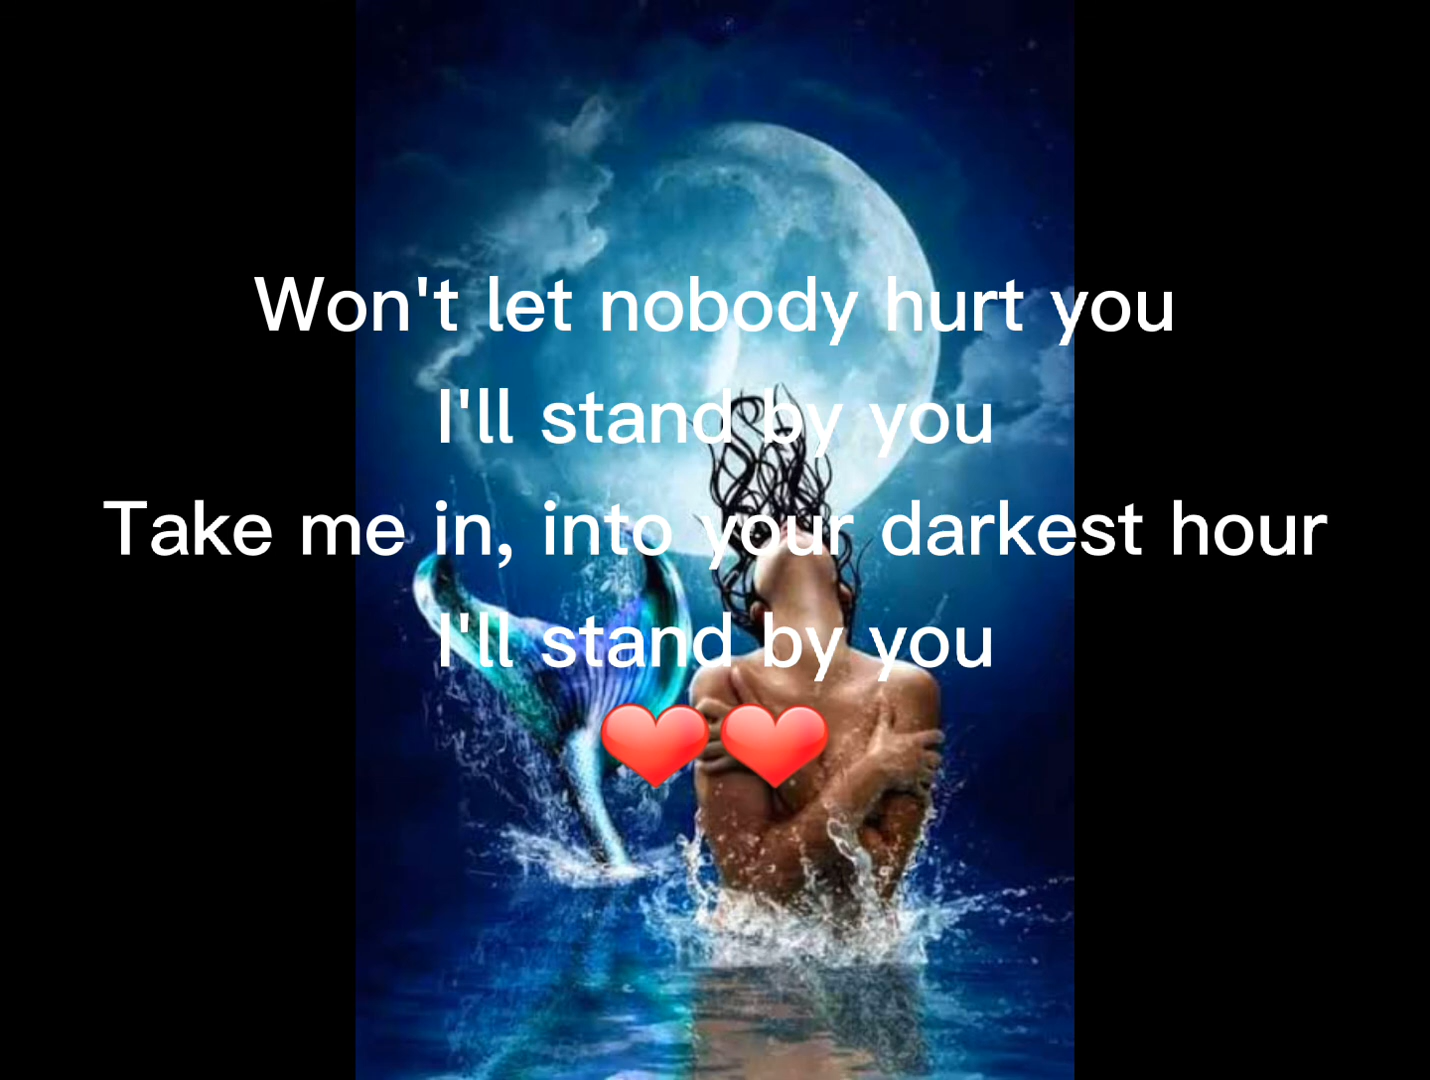 Won't let nobody hurt you
I'll stand by you
Take me in, into your darkest hour
I'll stand by you
❤️❤️